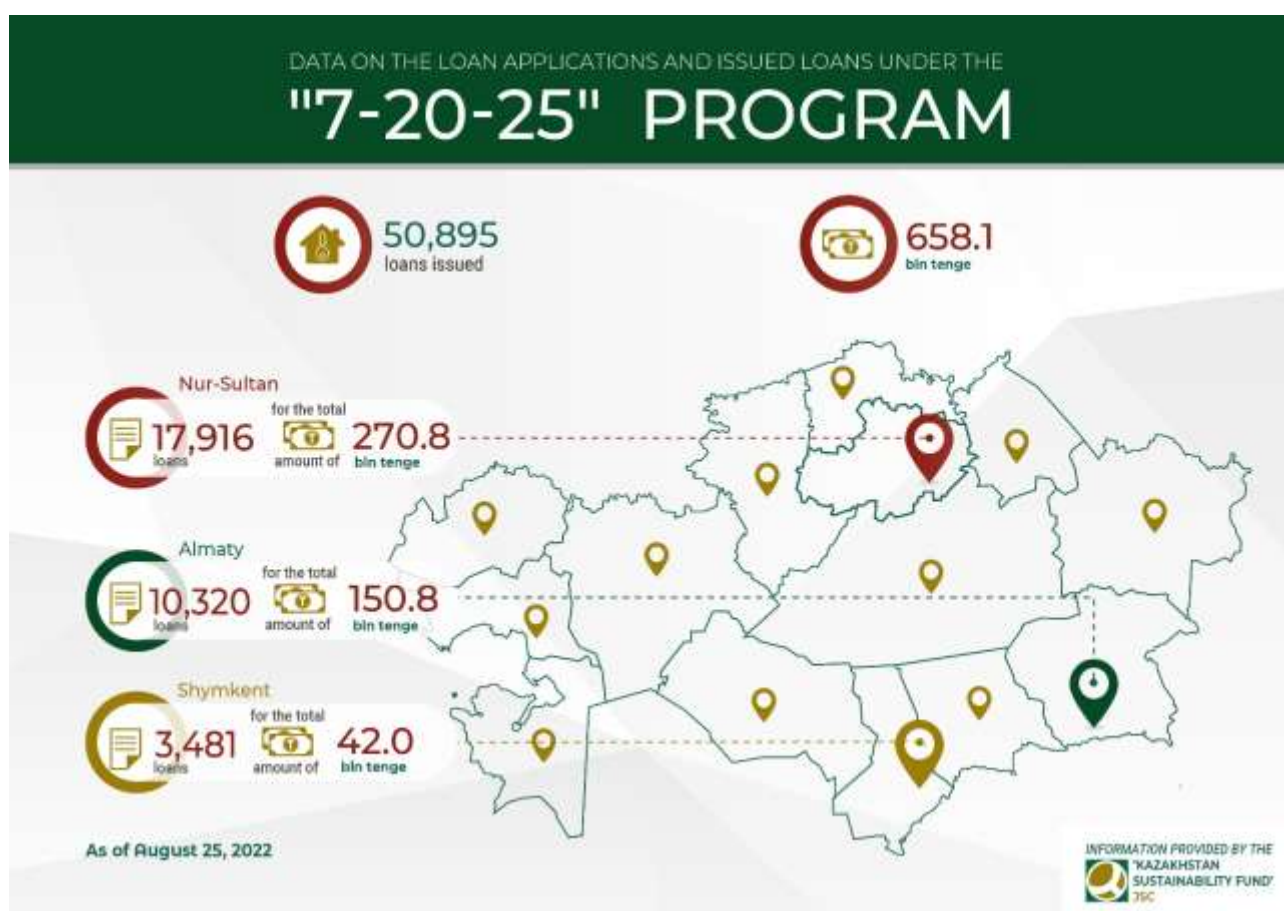 DATA ON THE LOAN APPLICATIONS AND ISSUED LOANS UNDER THE
"7-20-25" PROGRAM
50,895
loans issued
658.1
bln tenge
Nur-Sultan
17,916
loans
for the total
amount of
270.8
bln tenge
Almaty
10,320
loans
for the total
amount of
150.8
bln tenge
Shymkent
3,481
loans
for the total
amount of
42.0
bln tenge
As of August 25, 2022
INFORMATION PROVIDED BY THE
"KAZAKHSTAN
SUSTAINABILITY FUND"
JSC